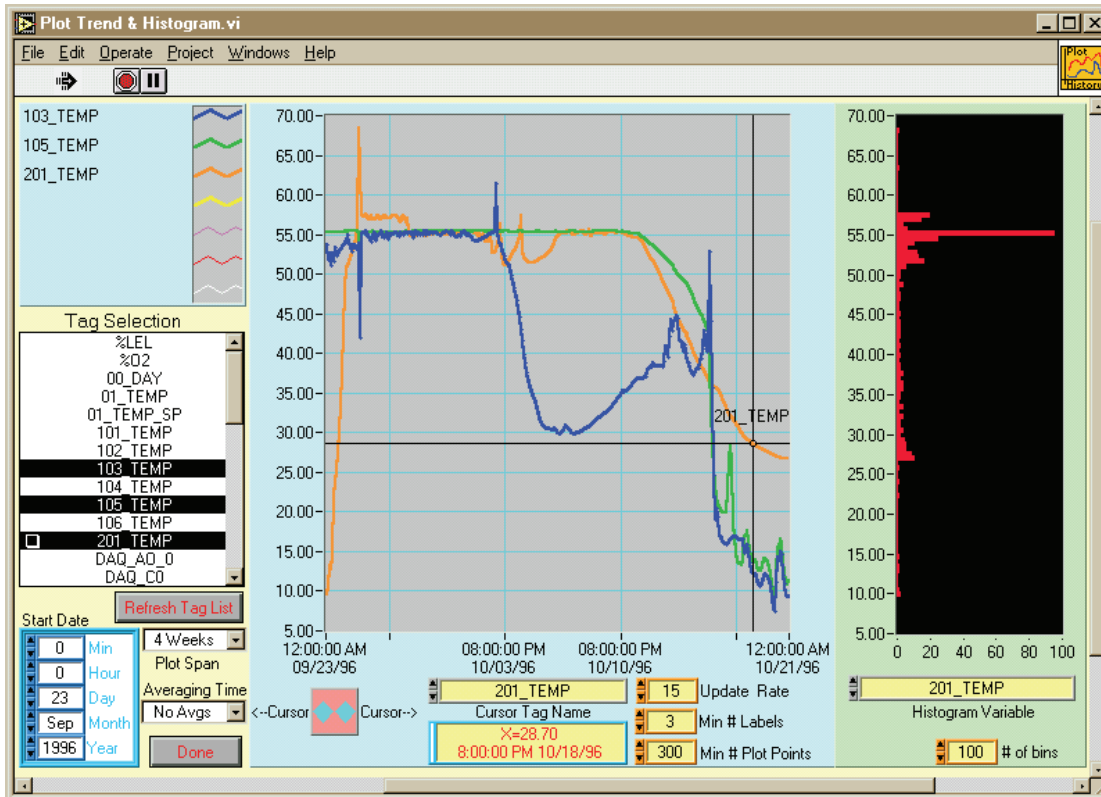 Plot Trend & Histogram.vi
File Edit Operate Project Windows Help
Plot
103_TEMP
105_TEMP
201_TEMP
Tag Selection
%LEL
%O2
00_DAY
01_TEMP
01_TEMP_SP
101_TEMP
102_TEMP
103_TEMP
104_TEMP
105_TEMP
106_TEMP
201_TEMP
DAQ_AO_0
DAQ_C0
Refresh Tag List
Start Date
0 Min
0 Hour
23 Day
Sep Month
1996 Year
4 Weeks
Plot Span
Averaging Time
No Avgs
Done
70.00
65.00
60.00
55.00
50.00
45.00
40.00
35.00
30.00
25.00
20.00
15.00
10.00
5.00
201_TEMP
12:00:00 AM 08:00:00 PM 08:00:00 PM 12:00:00 AM
09/23/96 10/03/96 10/10/96 10/21/96
<--Cursor Cursor-->
201_TEMP
Cursor Tag Name
X=28.70
8:00:00 PM 10/18/96
15 Update Rate
3 Min # Labels
300 Min # Plot Points
70.00
65.00
60.00
55.00
50.00
45.00
40.00
35.00
30.00
25.00
20.00
15.00
10.00
5.00
0 20 40 60 80 100
201_TEMP
Histogram Variable
100 # of bins